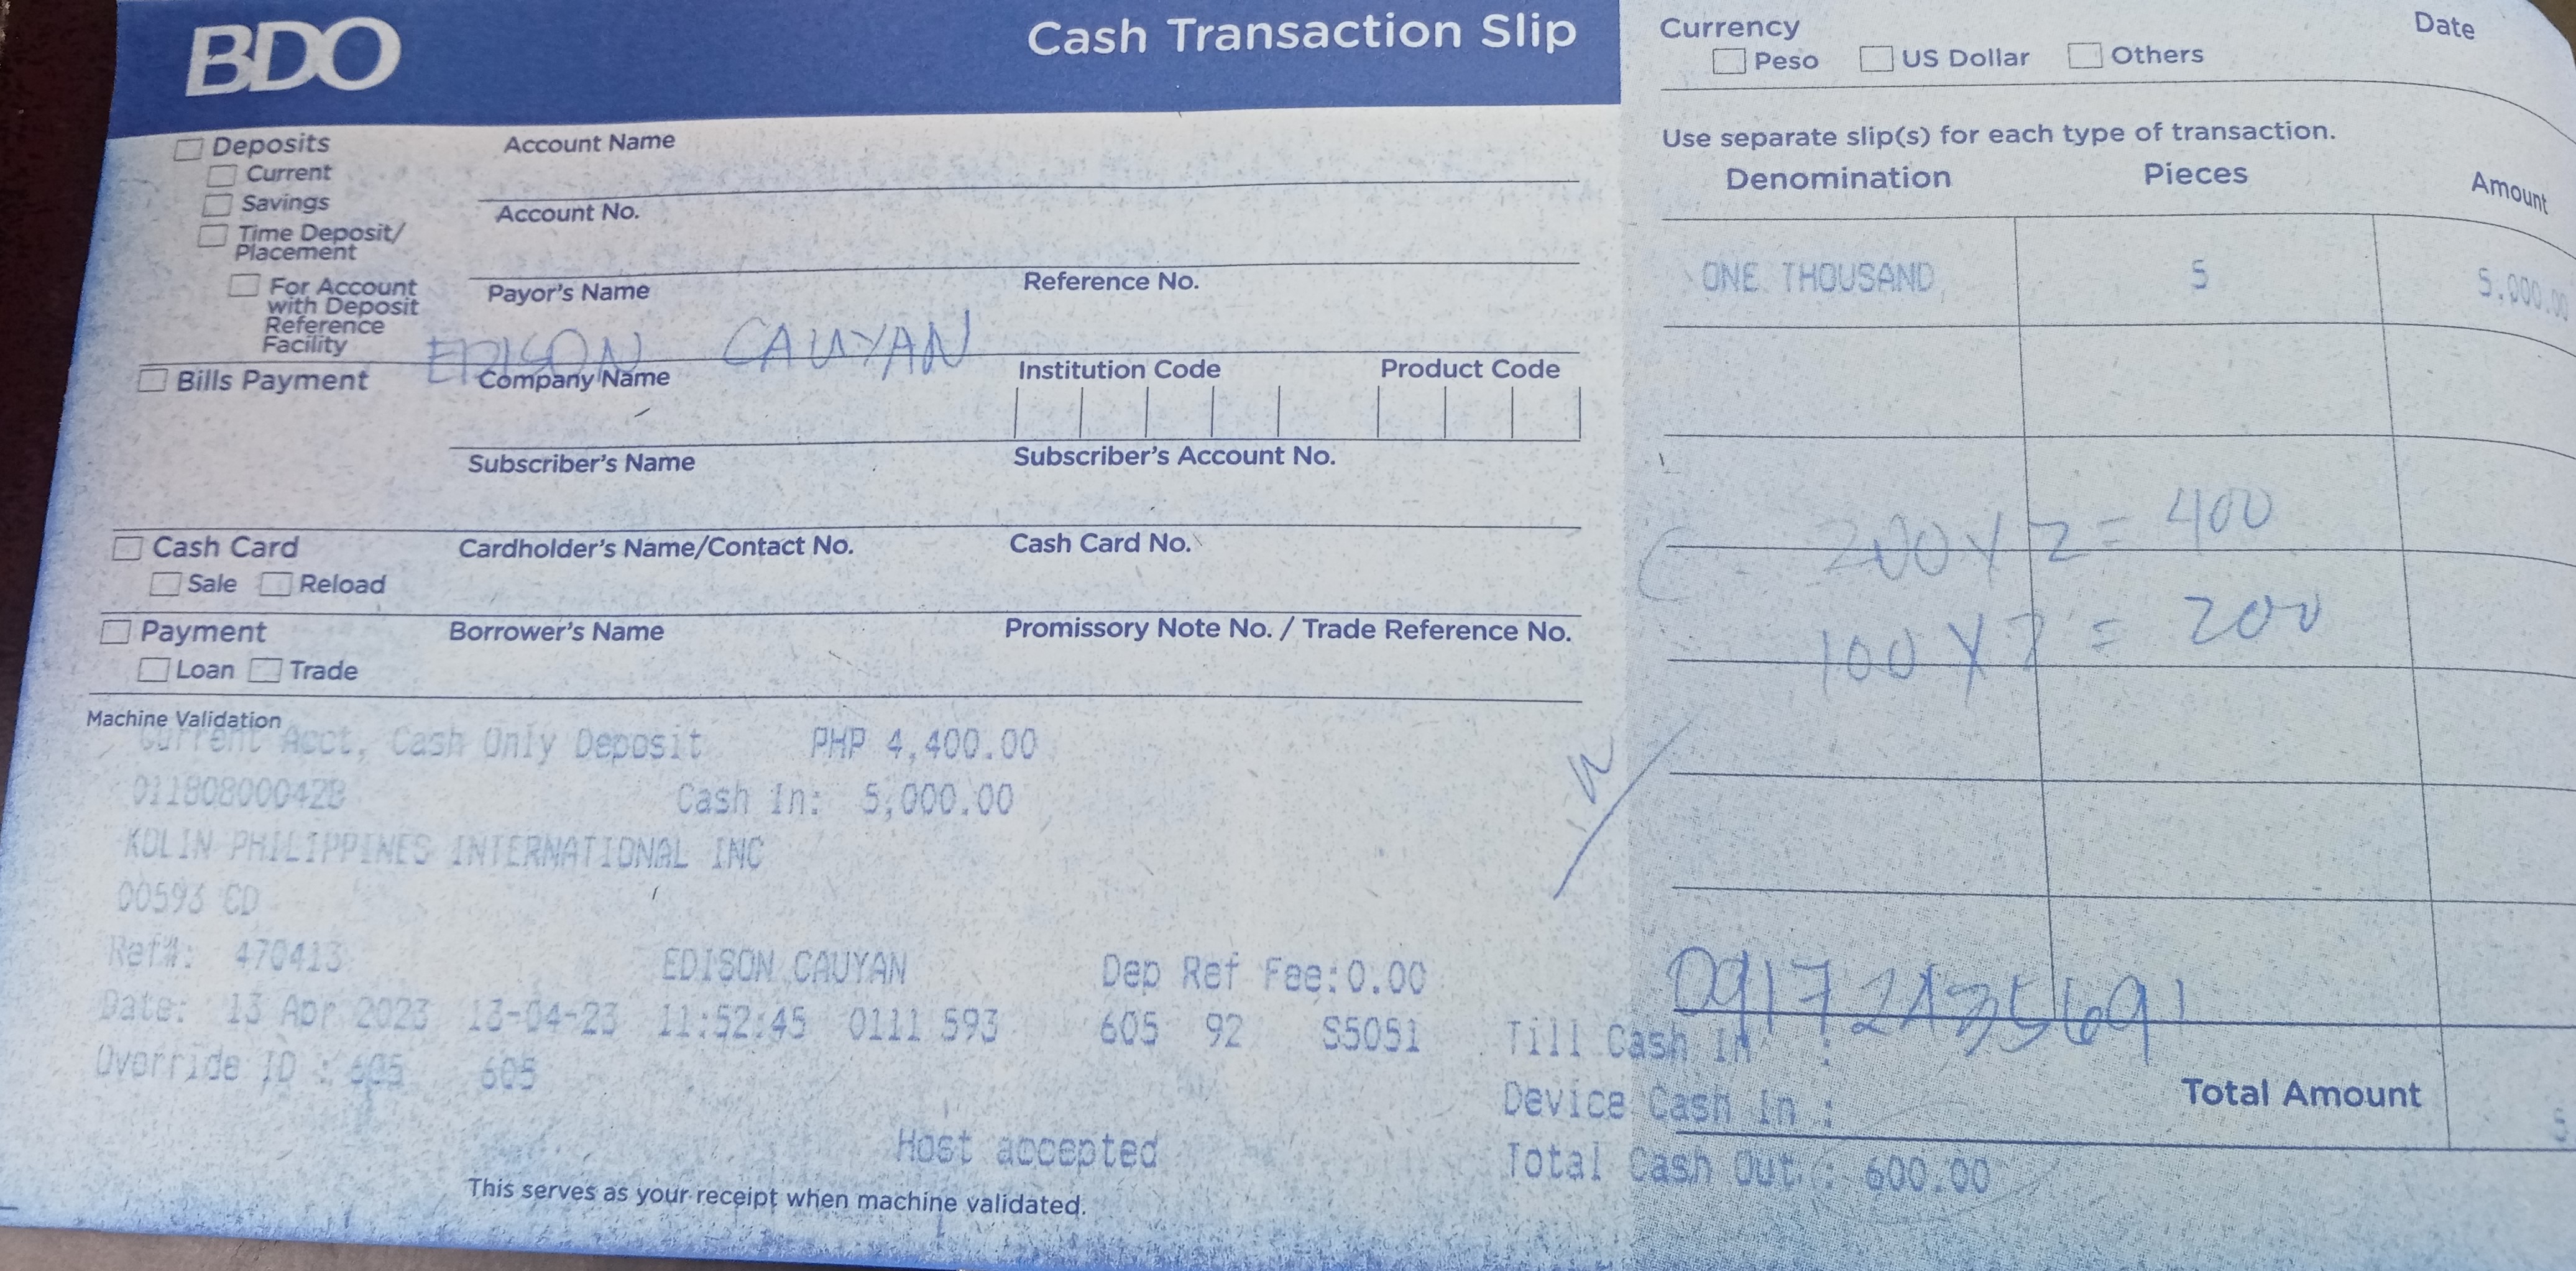 BDO
Cash Transaction Slip
Deposits
Current
Savings
Time Deposit/
Placement
For Account
with Deposit
Reference
Facility
Account Name
Account No.
Payor's Name Reference No.
EDISON CAUYAN
Bills Payment Company Name Institution Code Product Code
Subscriber's Name Subscriber's Account No.
Cash Card Cardholder's Name/Contact No. Cash Card No.
Sale Reload
Payment Borrower's Name Promissory Note No. / Trade Reference No.
Loan Trade
Machine Validation
Current Acct, Cash Only Deposit PHP 4,400.00
Cash In: 5,000.00
KOLIN PHILIPPINES INTERNATIONAL INC
00593 CD
Ref#: 470413 EDISON CAUYAN Dep Ref Fee:0.00
Date: 13 Apr 2023 13-04-23 11:52:45 0111 593 605 92 S5051
Override ID : 605 605
Host accepted
This serves as your receipt when machine validated.
Currency Date
Peso US Dollar Others
Use separate slip(s) for each type of transaction.
Denomination Pieces Amount
ONE THOUSAND, 5 5,000.00
200 x 2 = 400
100 x 2 = 200
Till Cash In :
Total Amount
Device Cash In :
Total Cash Out : 600.00